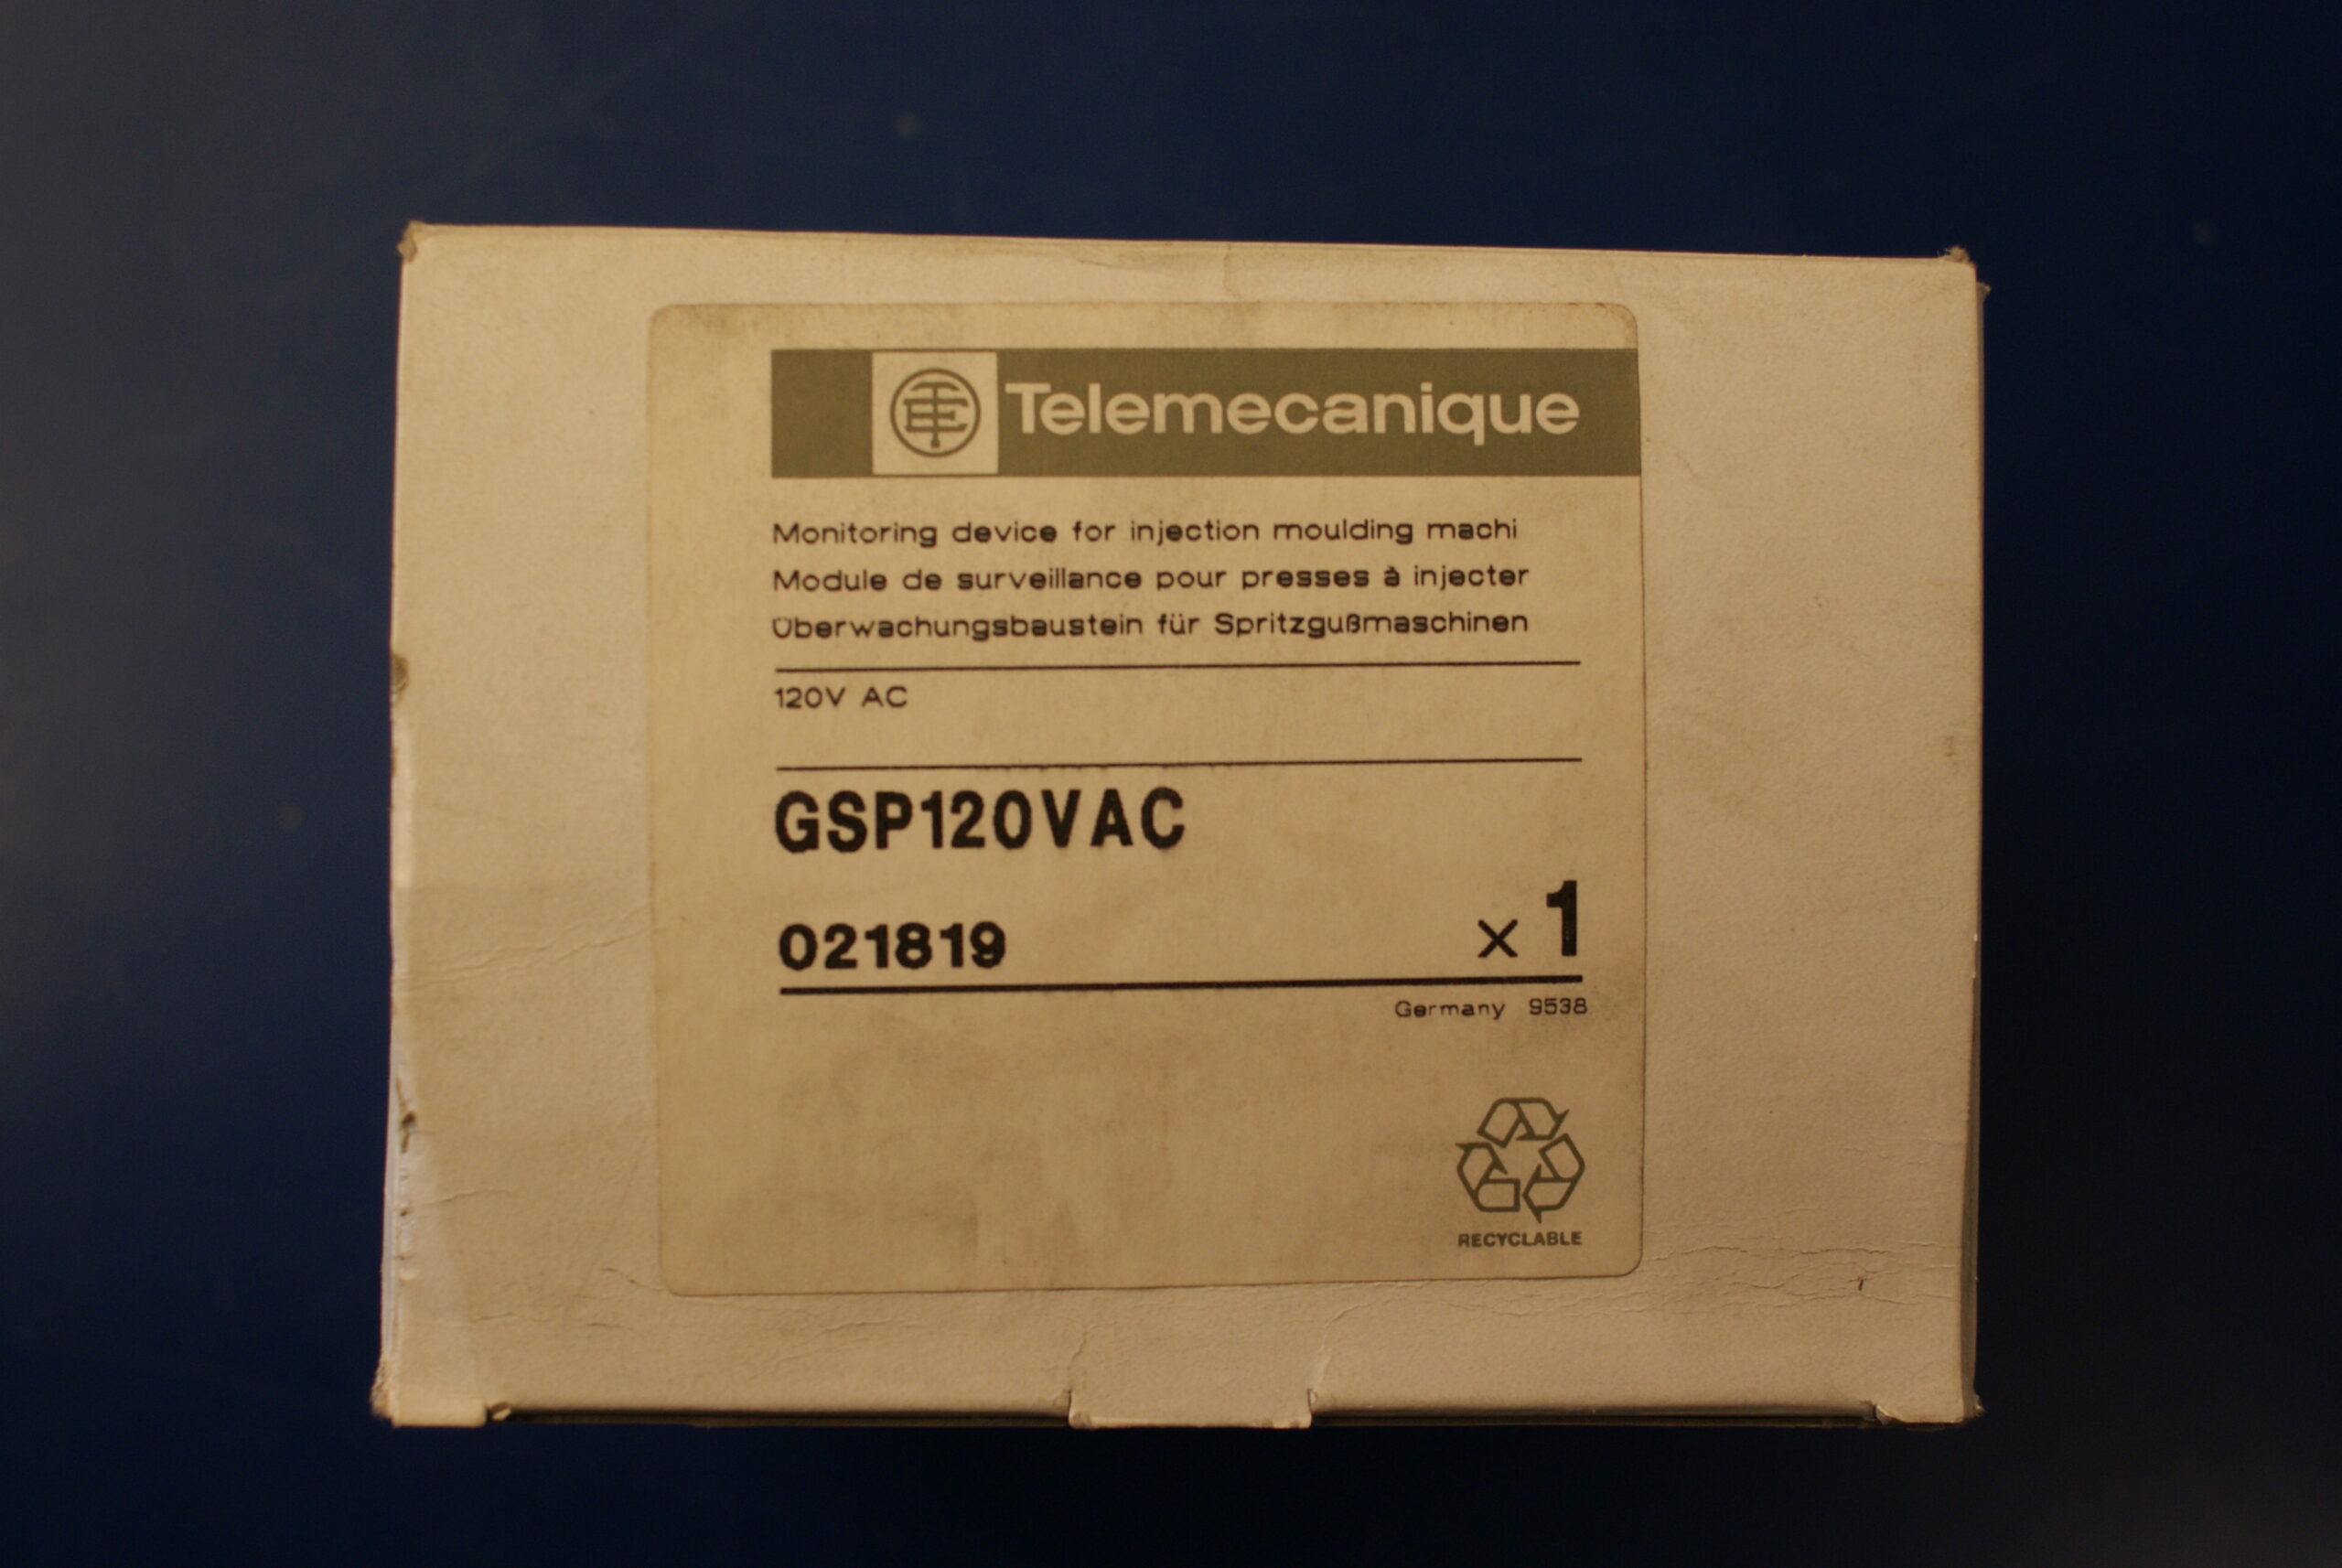 Telemecanique
Monitoring device for injection moulding machi
Module de surveillance pour presses à injecter
Überwachungsbaustein für Spritzgußmaschinen
120V AC
GSP120VAC
021819 x 1
Germany 9538
RECYCLABLE